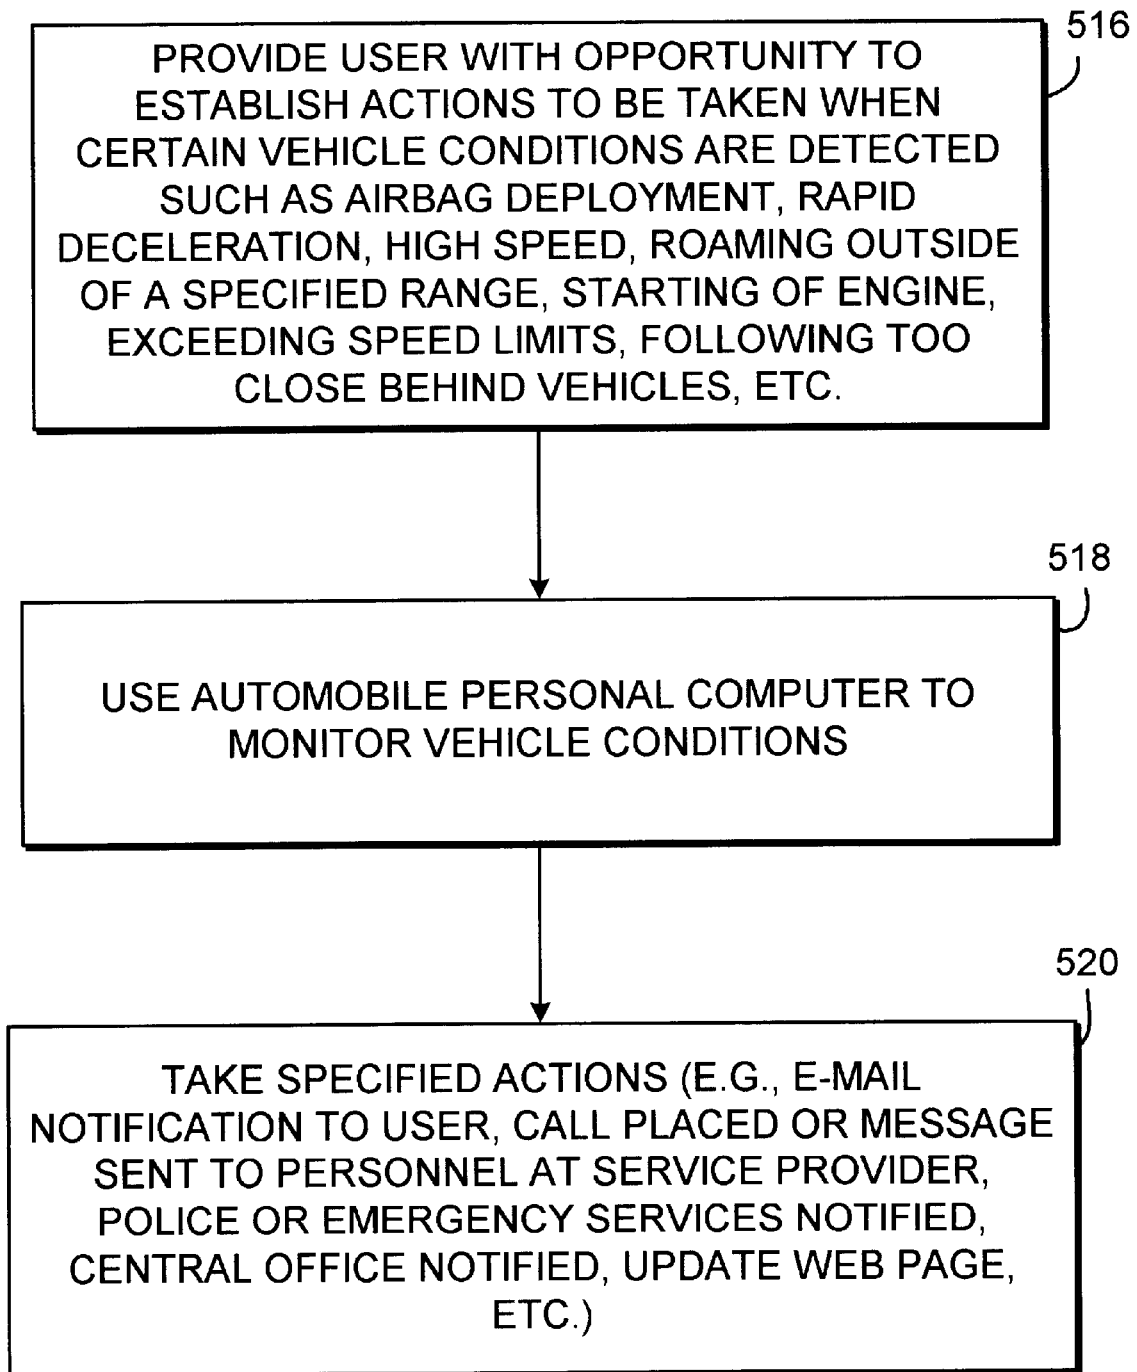 516
PROVIDE USER WITH OPPORTUNITY TO
ESTABLISH ACTIONS TO BE TAKEN WHEN
CERTAIN VEHICLE CONDITIONS ARE DETECTED
SUCH AS AIRBAG DEPLOYMENT, RAPID
DECELERATION, HIGH SPEED, ROAMING OUTSIDE
OF A SPECIFIED RANGE, STARTING OF ENGINE,
EXCEEDING SPEED LIMITS, FOLLOWING TOO
CLOSE BEHIND VEHICLES, ETC.
518
USE AUTOMOBILE PERSONAL COMPUTER TO
MONITOR VEHICLE CONDITIONS
520
TAKE SPECIFIED ACTIONS (E.G., E-MAIL
NOTIFICATION TO USER, CALL PLACED OR MESSAGE
SENT TO PERSONNEL AT SERVICE PROVIDER,
POLICE OR EMERGENCY SERVICES NOTIFIED,
CENTRAL OFFICE NOTIFIED, UPDATE WEB PAGE,
ETC.)